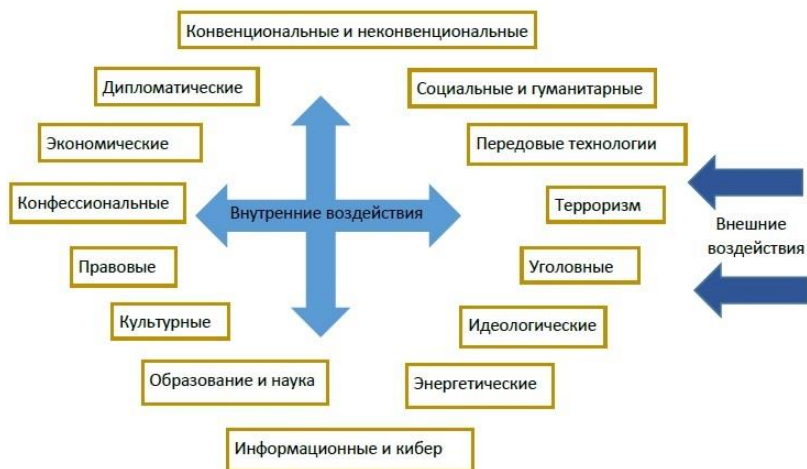 Конвенциональные и неконвенциональные
Дипломатические
Социальные и гуманитарные
Экономические
Передовые технологии
Конфессиональные
Внутренние воздействия
Терроризм
Внешние
воздействия
Правовые
Уголовные
Культурные
Идеологические
Образование и наука
Энергетические
Информационные и кибер